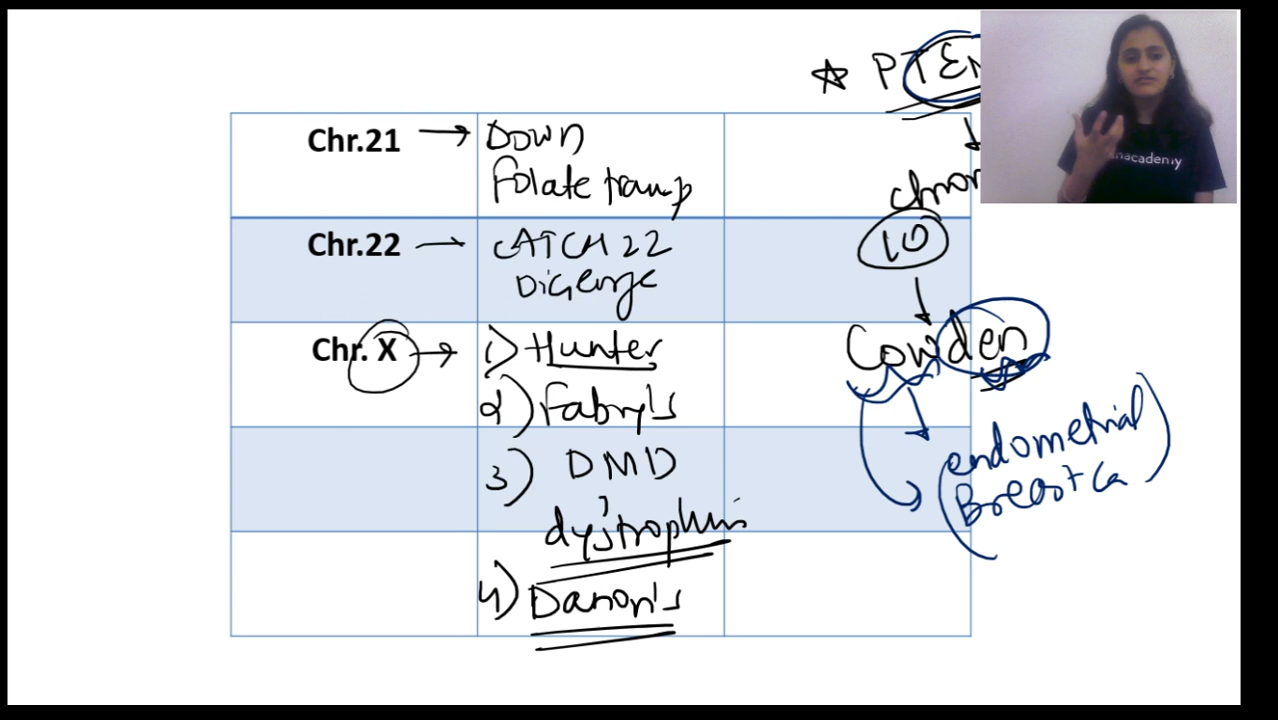 ☆ PTEN
Chr.21 → Down
Folate transp
chrom
10
Chr.22 → CATCH 22
DiGeorge
Chr. X → 1) Hunter
2) Fabry's
3) DMD
dystrophin
4) Danon's
Cowden
endometrial
Breast Ca
unacademy